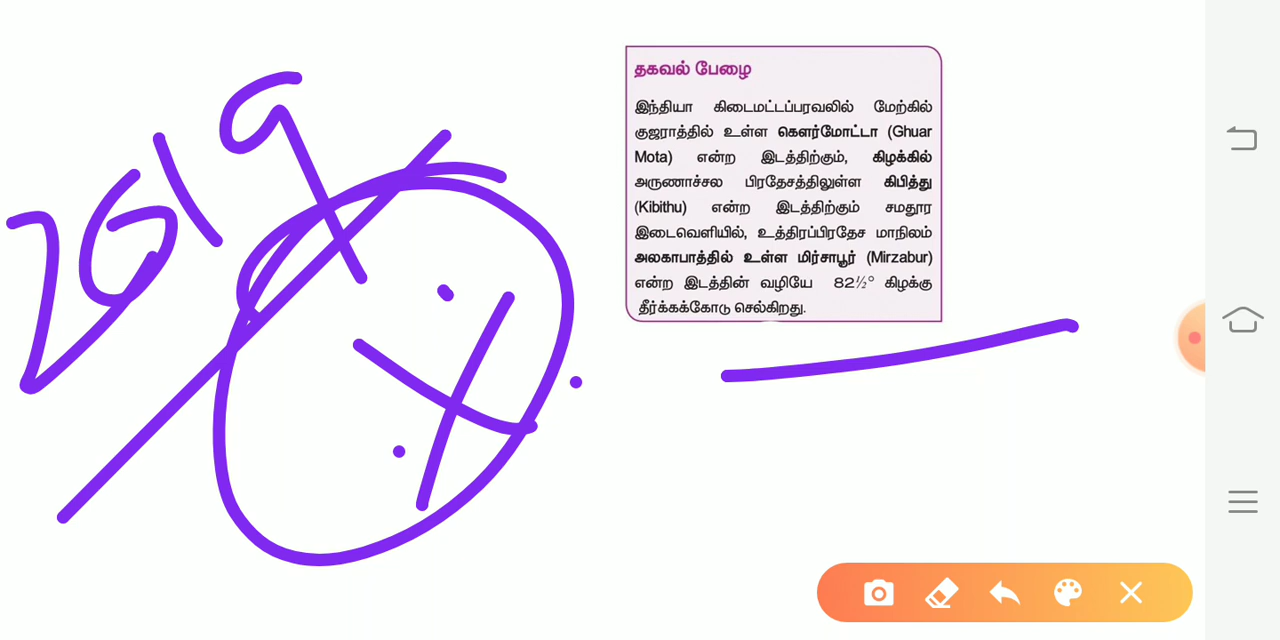 2019
தகவல் பேழை
இந்தியா கிடைமட்டப்பரவலில் மேற்கில்
குஜராத்தில் உள்ள கௌர்மோட்டா (Ghuar
Mota) என்ற இடத்திற்கும், கிழக்கில்
அருணாச்சல பிரதேசத்திலுள்ள கிபித்து
(Kibithu) என்ற இடத்திற்கும் சமதூர
இடைவெளியில், உத்திரப்பிரதேச மாநிலம்
அலகாபாத்தில் உள்ள மிர்சாபூர் (Mirzabur)
என்ற இடத்தின் வழியே 82½° கிழக்கு
தீர்க்கக்கோடு செல்கிறது.